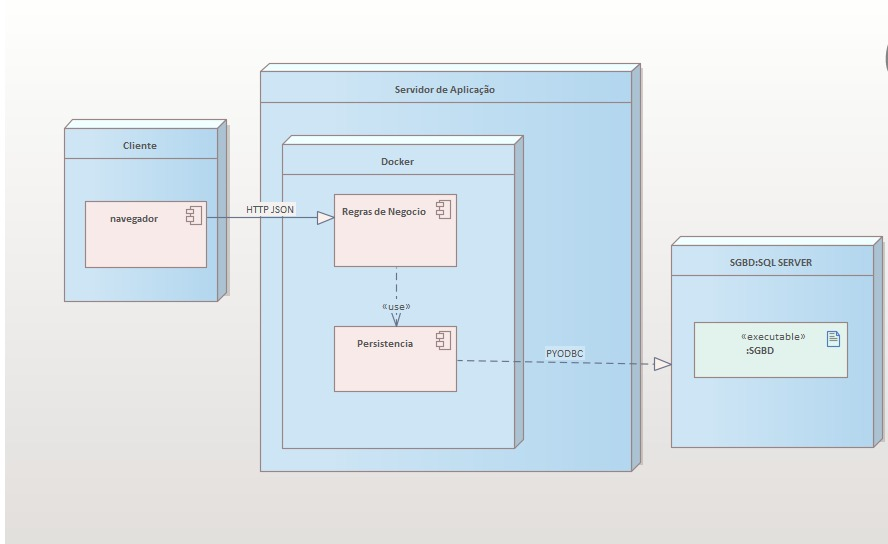 Servidor de Aplicação
Cliente
Docker
navegador
HTTP JSON
Regras de Negocio
«use»
Persistencia
PYODBC
SGBD:SQL SERVER
«executable»
:SGBD